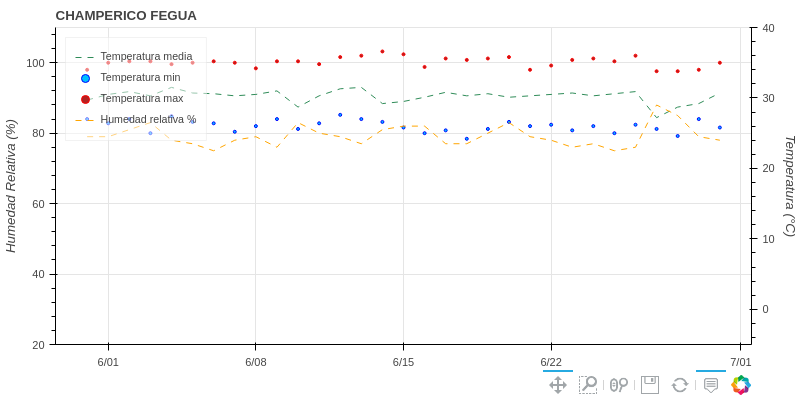 CHAMPERICO FEGUA
Temperatura media
Temperatura min
Temperatura max
Humedad relativa %
Humedad Relativa (%)
100
80
60
40
20
Temperatura (°C)
40
30
20
10
0
6/01
6/08
6/15
6/22
7/01